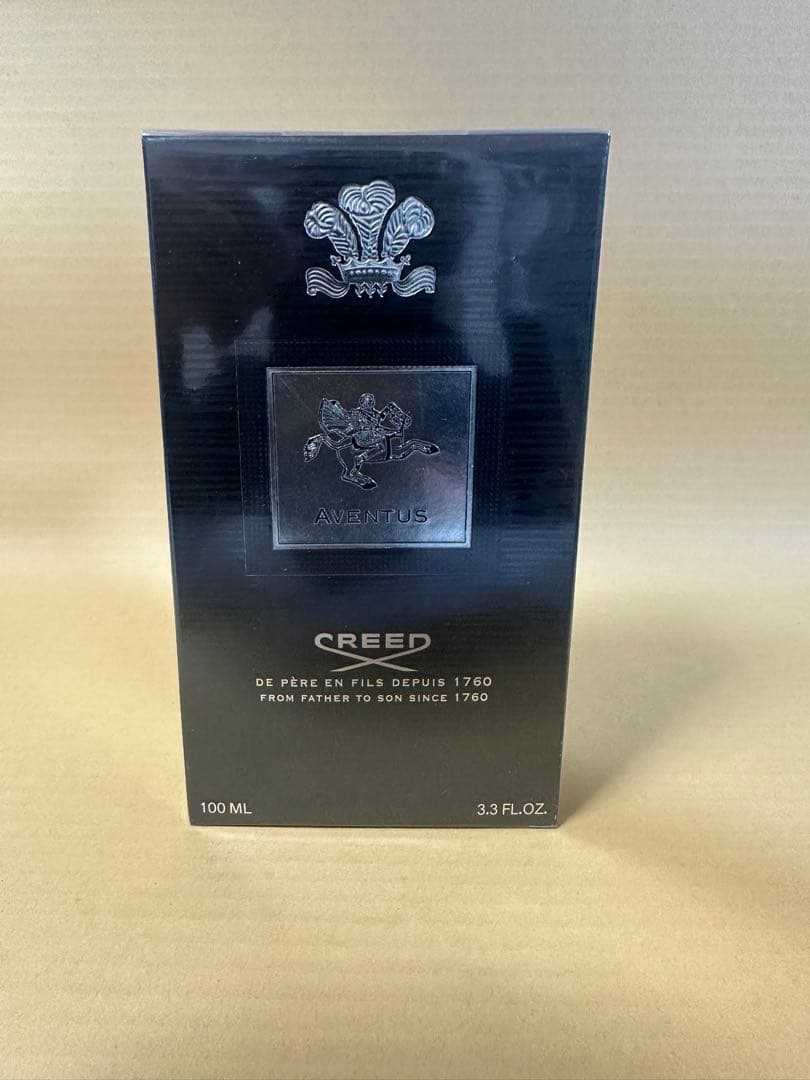 AVENTUS
CREED
DE PÈRE EN FILS DEPUIS 1760
FROM FATHER TO SON SINCE 1760
100 ML
3.3 FL.OZ.